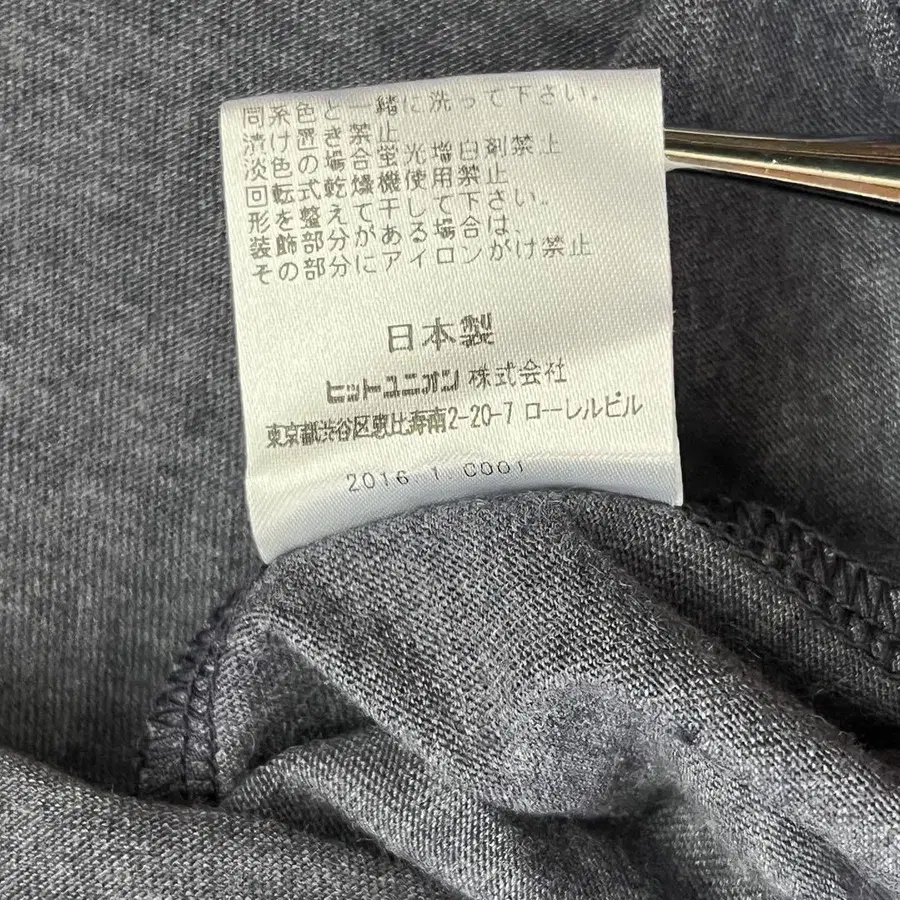 同系色と一緒に洗って下さい.
漬け置き禁止
淡色の場合蛍光増白剤禁止
回転式乾燥機使用禁止
形を整えて干して下さい.
装飾部分がある場合は、
その部分にアイロンがけ禁止
日本製
ヒットユニオン 株式会社
東京都渋谷区恵比寿南2-20-7 ローレルビル
2016 1 C001